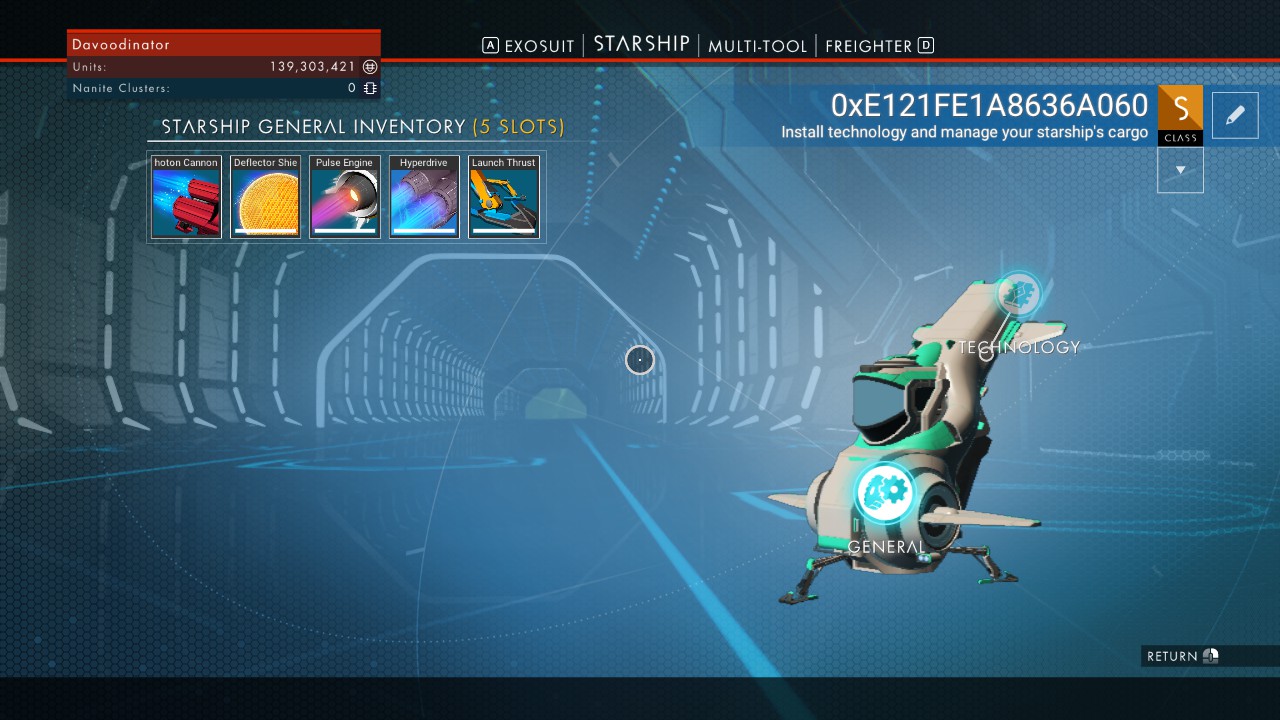 Davoodinator
Units: 139,303,421
Nanite Clusters: 0
A EXOSUIT STARSHIP MULTI-TOOL FREIGHTER D
0xE121FE1A8636A060
Install technology and manage your starship's cargo
S
CLASS
STARSHIP GENERAL INVENTORY (5 SLOTS)
hoton Cannon Deflector Shie Pulse Engine Hyperdrive Launch Thrust
TECHNOLOGY
GENERAL
RETURN